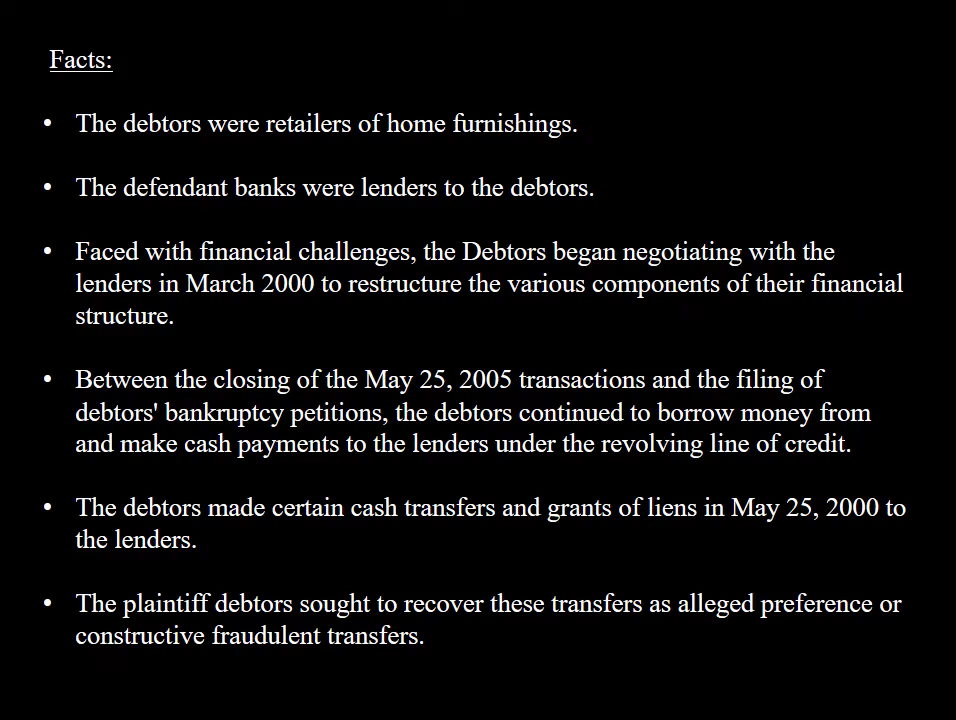 Facts:
• The debtors were retailers of home furnishings.
• The defendant banks were lenders to the debtors.
• Faced with financial challenges, the Debtors began negotiating with the
lenders in March 2000 to restructure the various components of their financial
structure.
• Between the closing of the May 25, 2005 transactions and the filing of
debtors' bankruptcy petitions, the debtors continued to borrow money from
and make cash payments to the lenders under the revolving line of credit.
• The debtors made certain cash transfers and grants of liens in May 25, 2000 to
the lenders.
• The plaintiff debtors sought to recover these transfers as alleged preference or
constructive fraudulent transfers.